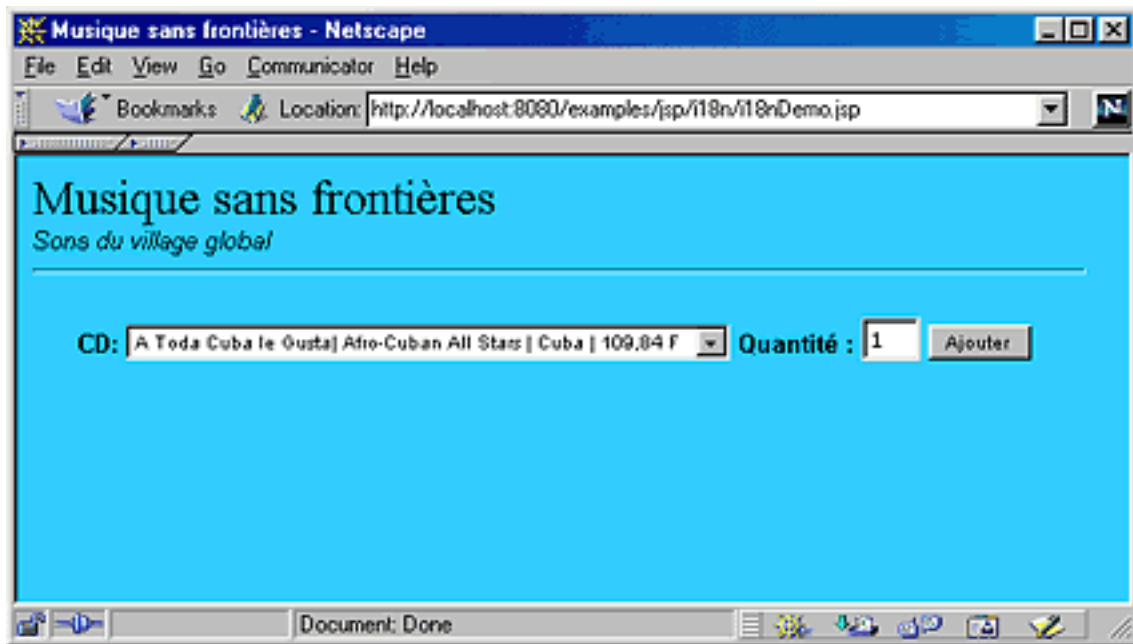 Musique sans frontières - Netscape
File Edit View Go Communicator Help
Bookmarks Location: http://localhost:8080/examples/jsp/i18n/i18nDemo.jsp N
Musique sans frontières
Sons du village global
CD: A Toda Cuba le Gusta| Afro-Cuban All Stars | Cuba | 109,84 F Quantité : 1 Ajouter
Document: Done